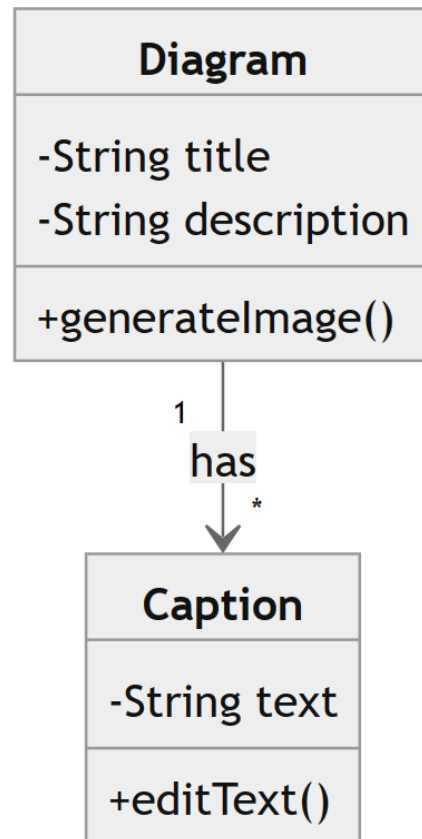 Diagram
-String title
-String description
+generateImage()
1
has
*
Caption
-String text
+editText()